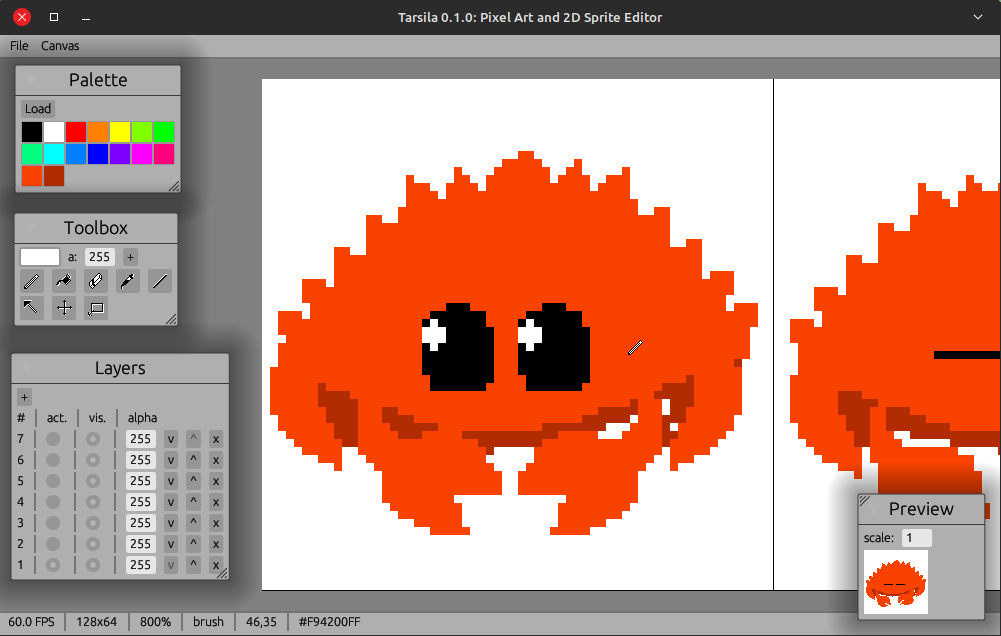 Tarsila 0.1.0: Pixel Art and 2D Sprite Editor
File Canvas
Palette
Load
Toolbox
a: 255 +
Layers
+
# act. vis. alpha
7 255 v ^ x
6 255 v ^ x
5 255 v ^ x
4 255 v ^ x
3 255 v ^ x
2 255 v ^ x
1 255 v ^ x
Preview
scale: 1
60.0 FPS 128x64 800% brush 46,35 #F94200FF